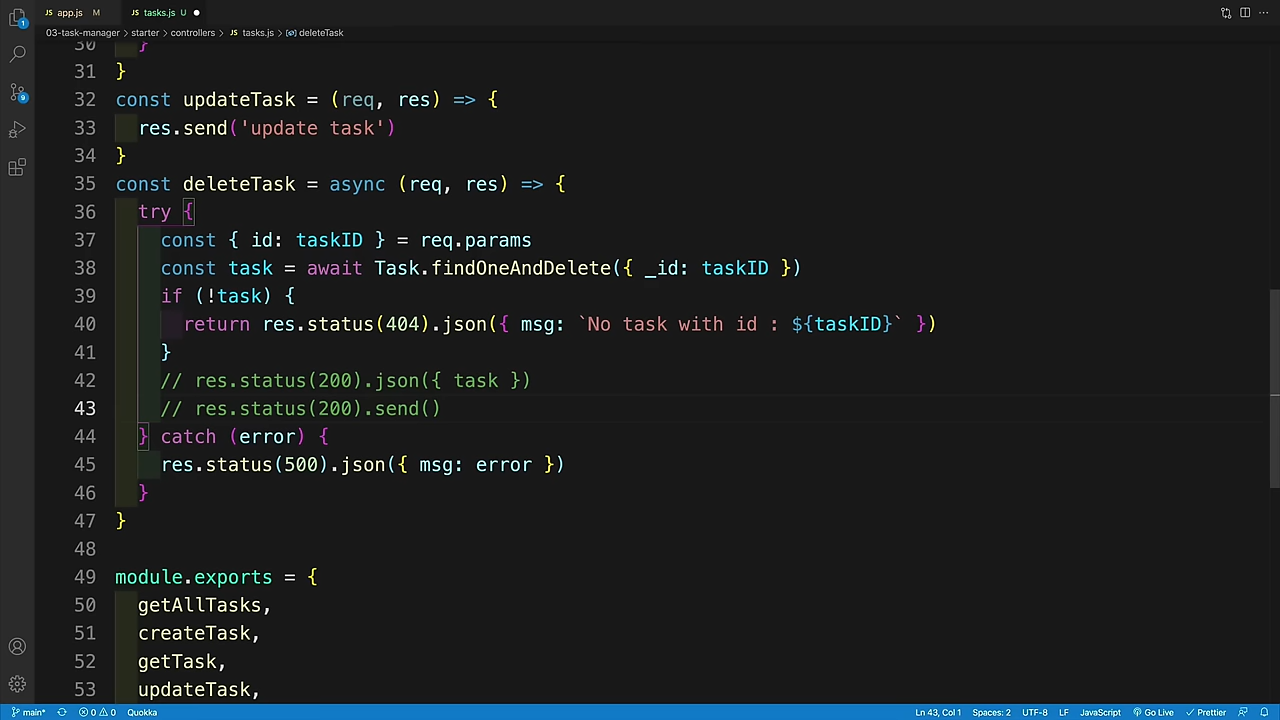 JS app.js M JS tasks.js U
03-task-manager > starter > controllers > JS tasks.js > deleteTask
30 }
31 }
32 const updateTask = (req, res) => {
33 res.send('update task')
34 }
35 const deleteTask = async (req, res) => {
36 try {
37 const { id: taskID } = req.params
38 const task = await Task.findOneAndDelete({ _id: taskID })
39 if (!task) {
40 return res.status(404).json({ msg: `No task with id : ${taskID}` })
41 }
42 // res.status(200).json({ task })
43 // res.status(200).send()
44 } catch (error) {
45 res.status(500).json({ msg: error })
46 }
47 }
48
49 module.exports = {
50 getAllTasks,
51 createTask,
52 getTask,
53 updateTask,
1
9
main* 0 0 Quokka Ln 43, Col 1 Spaces: 2 UTF-8 LF JavaScript Go Live Prettier